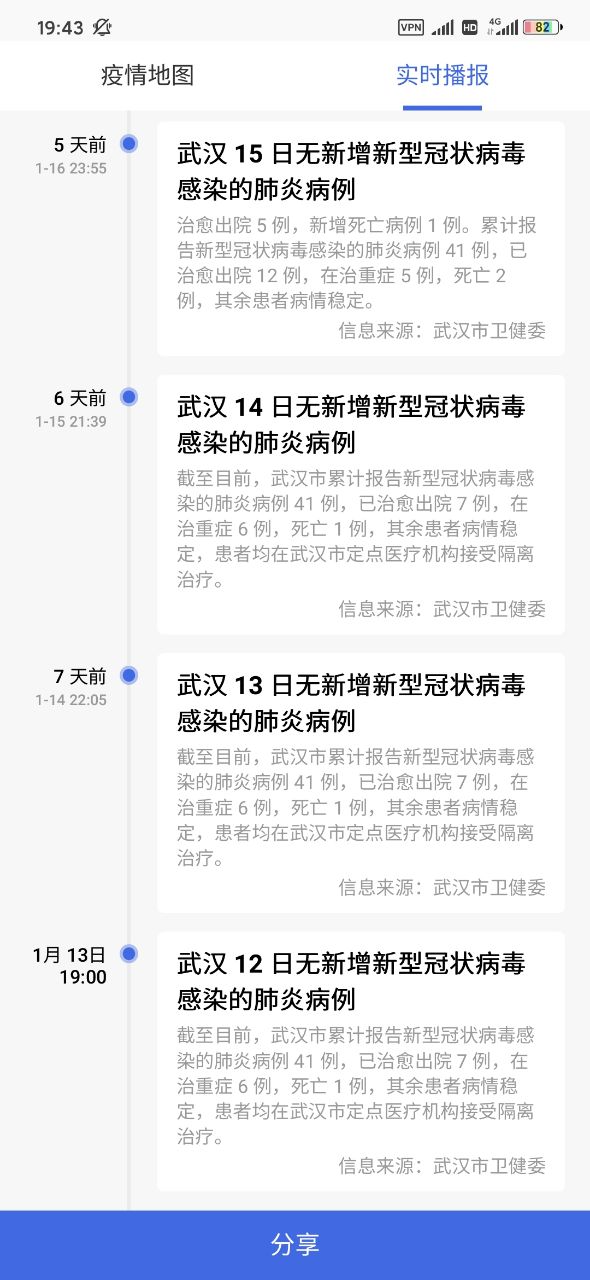 19:43
VPN
HD
4G
82
疫情地图
实时播报
5 天前
1-16 23:55
武汉 15 日无新增新型冠状病毒
感染的肺炎病例
治愈出院 5 例，新增死亡病例 1 例。累计报
告新型冠状病毒感染的肺炎病例 41 例，已
治愈出院 12 例，在治重症 5 例，死亡 2
例，其余患者病情稳定。
信息来源：武汉市卫健委
6 天前
1-15 21:39
武汉 14 日无新增新型冠状病毒
感染的肺炎病例
截至目前，武汉市累计报告新型冠状病毒感
染的肺炎病例 41 例，已治愈出院 7 例，在
治重症 6 例，死亡 1 例，其余患者病情稳
定，患者均在武汉市定点医疗机构接受隔离
治疗。
信息来源：武汉市卫健委
7 天前
1-14 22:05
武汉 13 日无新增新型冠状病毒
感染的肺炎病例
截至目前，武汉市累计报告新型冠状病毒感
染的肺炎病例 41 例，已治愈出院 7 例，在
治重症 6 例，死亡 1 例，其余患者病情稳
定，患者均在武汉市定点医疗机构接受隔离
治疗。
信息来源：武汉市卫健委
1月 13日
19:00
武汉 12 日无新增新型冠状病毒
感染的肺炎病例
截至目前，武汉市累计报告新型冠状病毒感
染的肺炎病例 41 例，已治愈出院 7 例，在
治重症 6 例，死亡 1 例，其余患者病情稳
定，患者均在武汉市定点医疗机构接受隔离
治疗。
信息来源：武汉市卫健委
分享